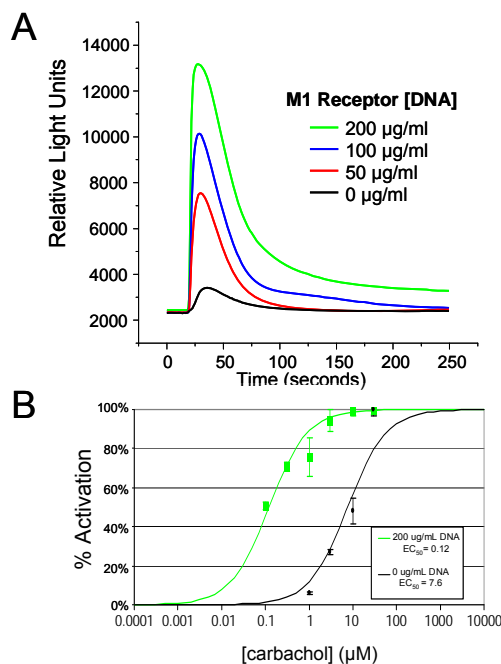 A
Relative Light Units
14000
12000
10000
8000
6000
4000
2000
M1 Receptor [DNA]
200 µg/ml
100 µg/ml
50 µg/ml
0 µg/ml
0 50 100 150 200 250
Time (seconds)
B
% Activation
100%
80%
60%
40%
20%
0%
200 ug/mL DNA
EC50 = 0.12
0 ug/mL DNA
EC50 = 7.6
0.0001 0.001 0.01 0.1 1 10 100 1000 10000
[carbachol] (µM)